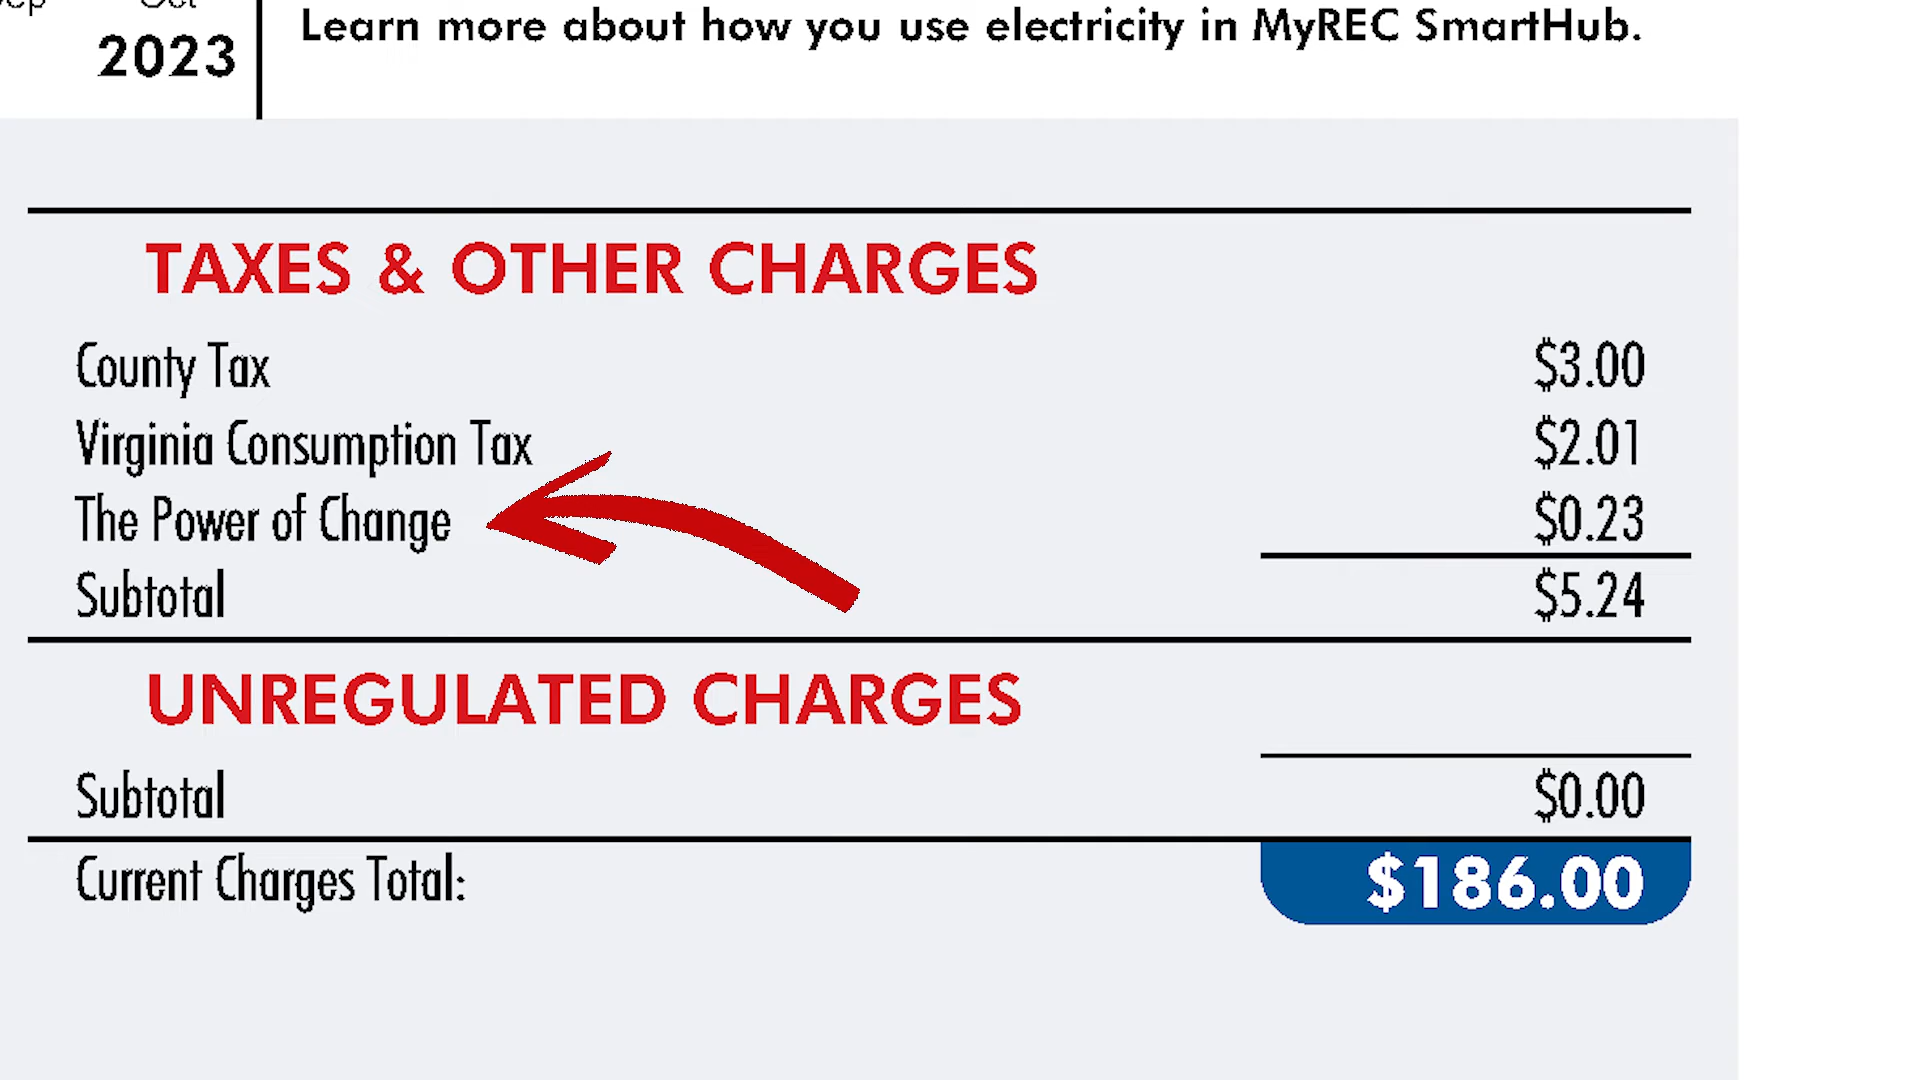 Oct
Learn more about how you use electricity in MyREC SmartHub.
2023
TAXES & OTHER CHARGES
County Tax $3.00
Virginia Consumption Tax $2.01
The Power of Change $0.23
Subtotal $5.24
UNREGULATED CHARGES
Subtotal $0.00
Current Charges Total: $186.00